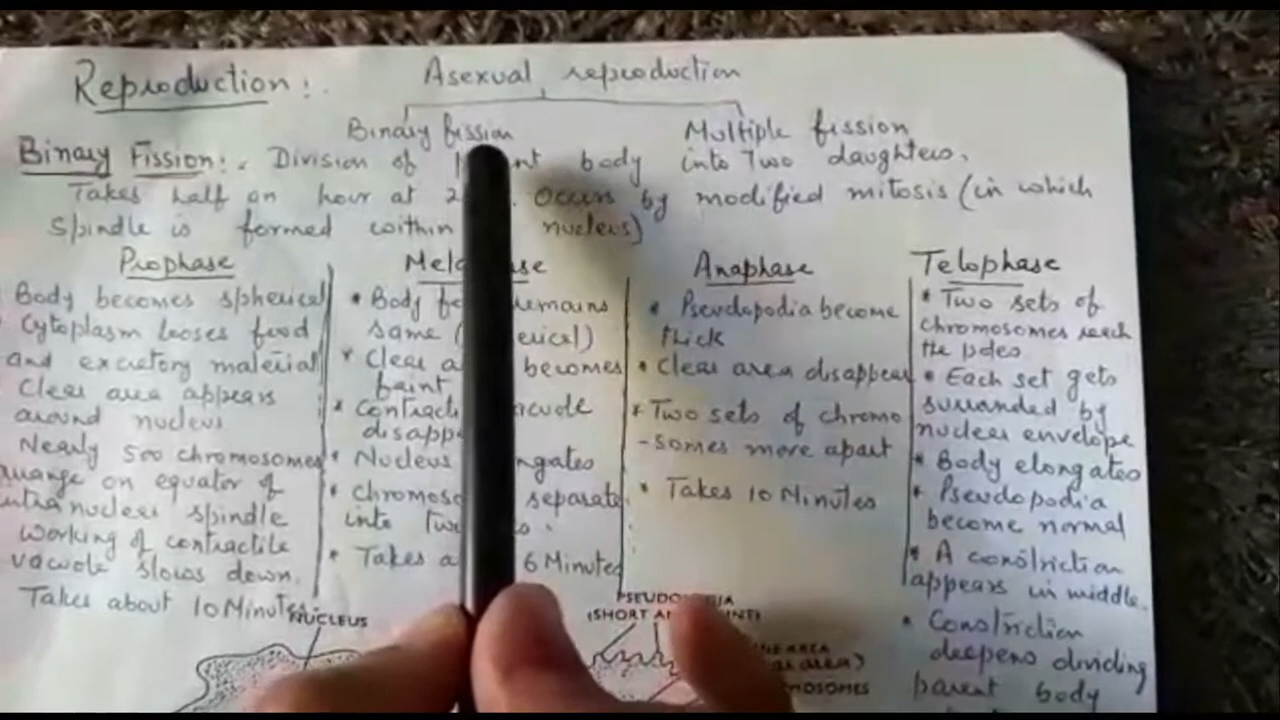 Reproduction:.
Asexual reproduction
Binary fission
Multiple fission
Binary Fission:. Division of body into Two daughters.
Takes half on hour at Occurs by modified mitosis (in which
Spindle is formed within nucleus)
Prophase
Body becomes spherical
Cytoplasm looses food
and excretory material
Clear area appears
around nucleus
Nearly 500 chromosomes
on equator of
nuclear spindle
Working of contractile
vacuole slows down.
Takes about 10 Minutes
* Body remains
same
* Clear becomes
faint
*
* Nucleus
* separate
into
* Takes 6 Minutes
Anaphase
* Pseudopodia become
thick
* Clear area disappear
* Two sets of chromo
-somes move apart
* Takes 10 Minutes
Telophase
* Two sets of
chromosomes reach
the poles
* Each set gets
surrounded by
nuclear envelope
* Body elongates
* Pseudopodia
become normal
* A constriction
appears in middle.
* Constriction
deepens dividing
parent body
NUCLEUS
(SHORT
AREA
area)